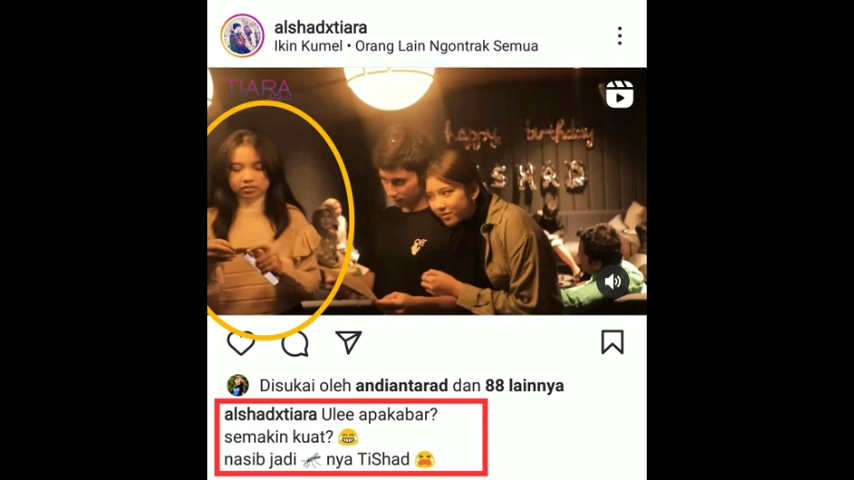 alshadxtiara
Ikin Kumel • Orang Lain Ngontrak Semua
TIARA
happy birthday
SHAD
Disukai oleh andiantarad dan 88 lainnya
alshadxtiara Ulee apakabar?
semakin kuat? 😂
nasib jadi 🦟 nya TiShad 😫